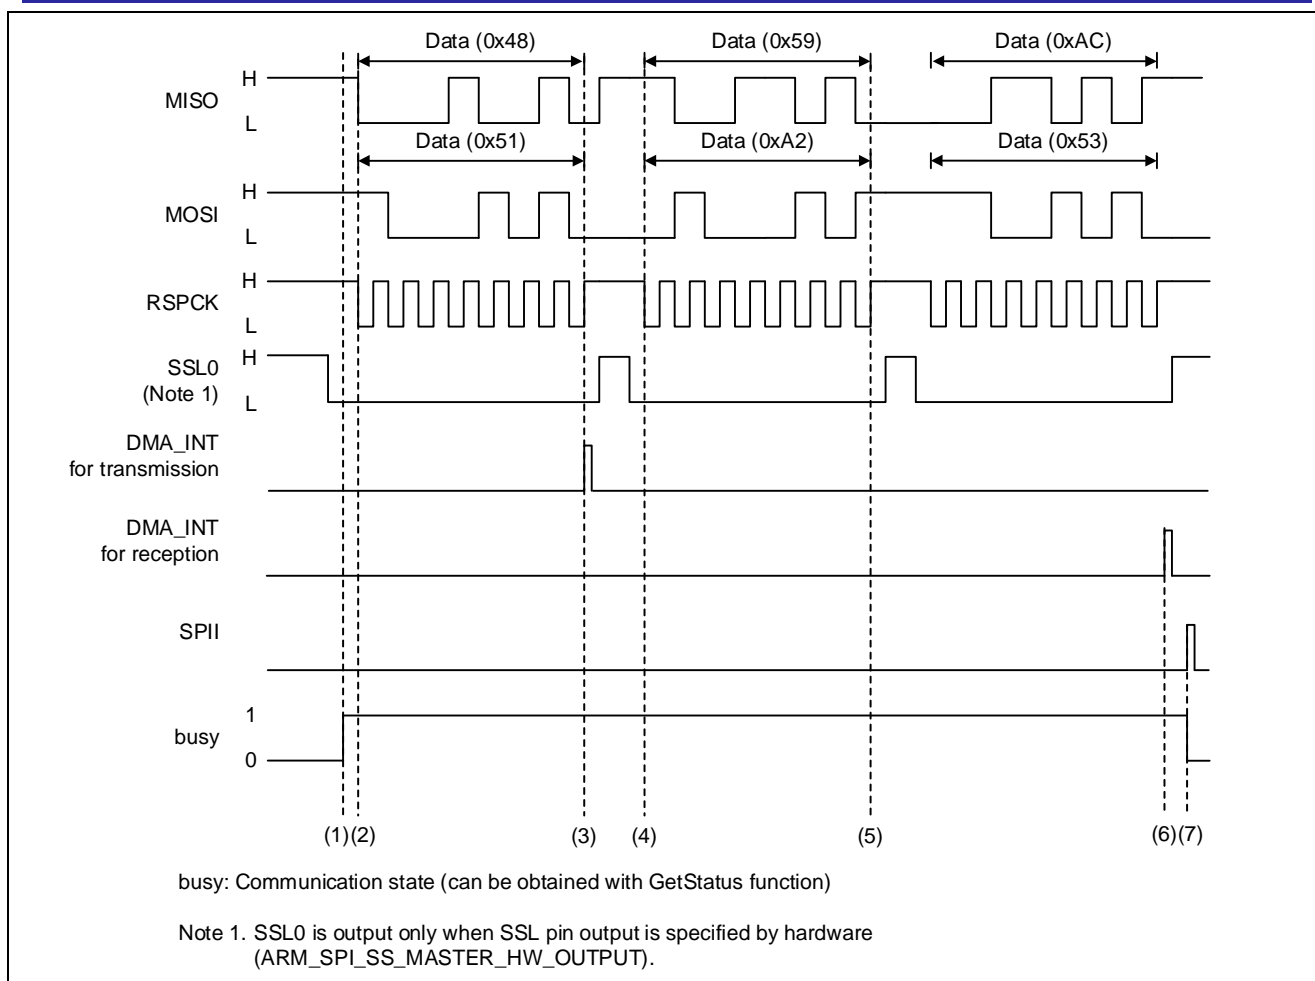 Data (0x48) Data (0x59) Data (0xAC)
H
MISO
L
Data (0x51) Data (0xA2) Data (0x53)
H
MOSI
L
H
RSPCK
L
H
SSL0
(Note 1)
L
DMA_INT
for transmission
DMA_INT
for reception
SPII
1
busy
0
(1) (2) (3) (4) (5) (6) (7)
busy: Communication state (can be obtained with GetStatus function)
Note 1. SSL0 is output only when SSL pin output is specified by hardware
(ARM_SPI_SS_MASTER_HW_OUTPUT).